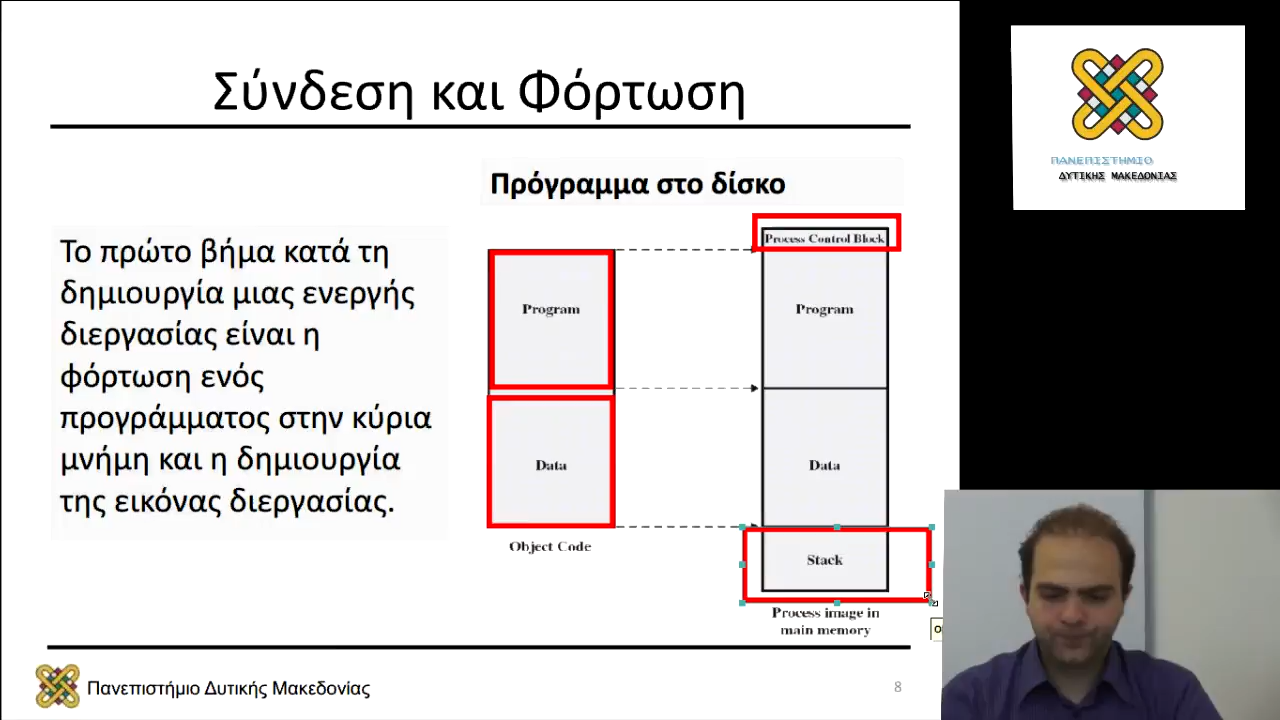 Σύνδεση και Φόρτωση
Πρόγραμμα στο δίσκο
Το πρώτο βήμα κατά τη
δημιουργία μιας ενεργής
διεργασίας είναι η
φόρτωση ενός
προγράμματος στην κύρια
μνήμη και η δημιουργία
της εικόνας διεργασίας.
Process Control Block
Program
Program
Data
Data
Object Code
Stack
Process image in
main memory
Πανεπιστήμιο Δυτικής Μακεδονίας
8
ΠΑΝΕΠΙΣΤΗΜΙΟ
ΔΥΤΙΚΗΣ ΜΑΚΕΔΟΝΙΑΣ